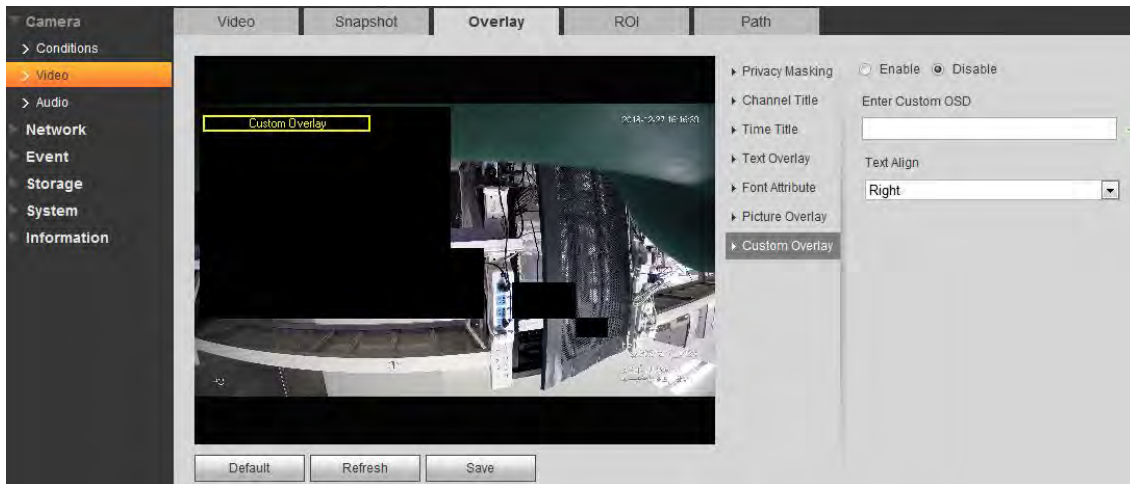 Camera
Conditions
Video
Audio
Network
Event
Storage
System
Information
Video Snapshot Overlay ROI Path
Custom Overlay
Privacy Masking
Channel Title
Time Title
Text Overlay
Font Attribute
Picture Overlay
Custom Overlay
Enable Disable
Enter Custom OSD
Text Align
Right
Default Refresh Save